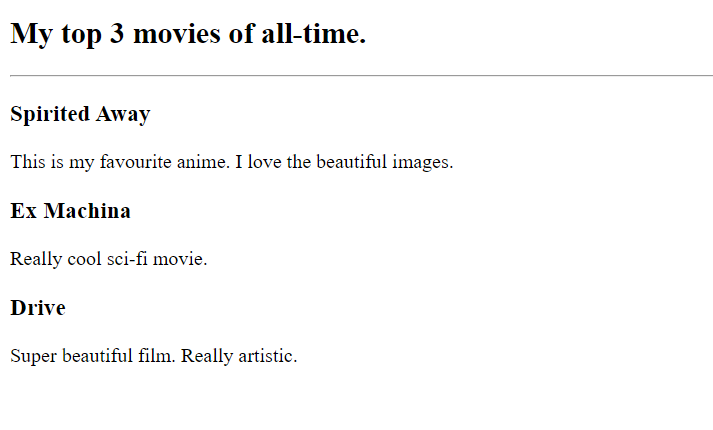 My top 3 movies of all-time.
Spirited Away
This is my favourite anime. I love the beautiful images.
Ex Machina
Really cool sci-fi movie.
Drive
Super beautiful film. Really artistic.